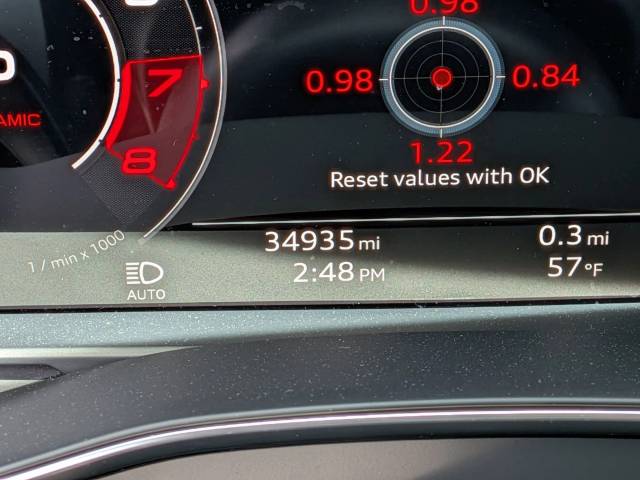 0.98
0.98
0.84
1.22
Reset values with OK
7
8
1 / min x 1000
34935 mi
0.3 mi
AUTO
2:48 PM
57°F